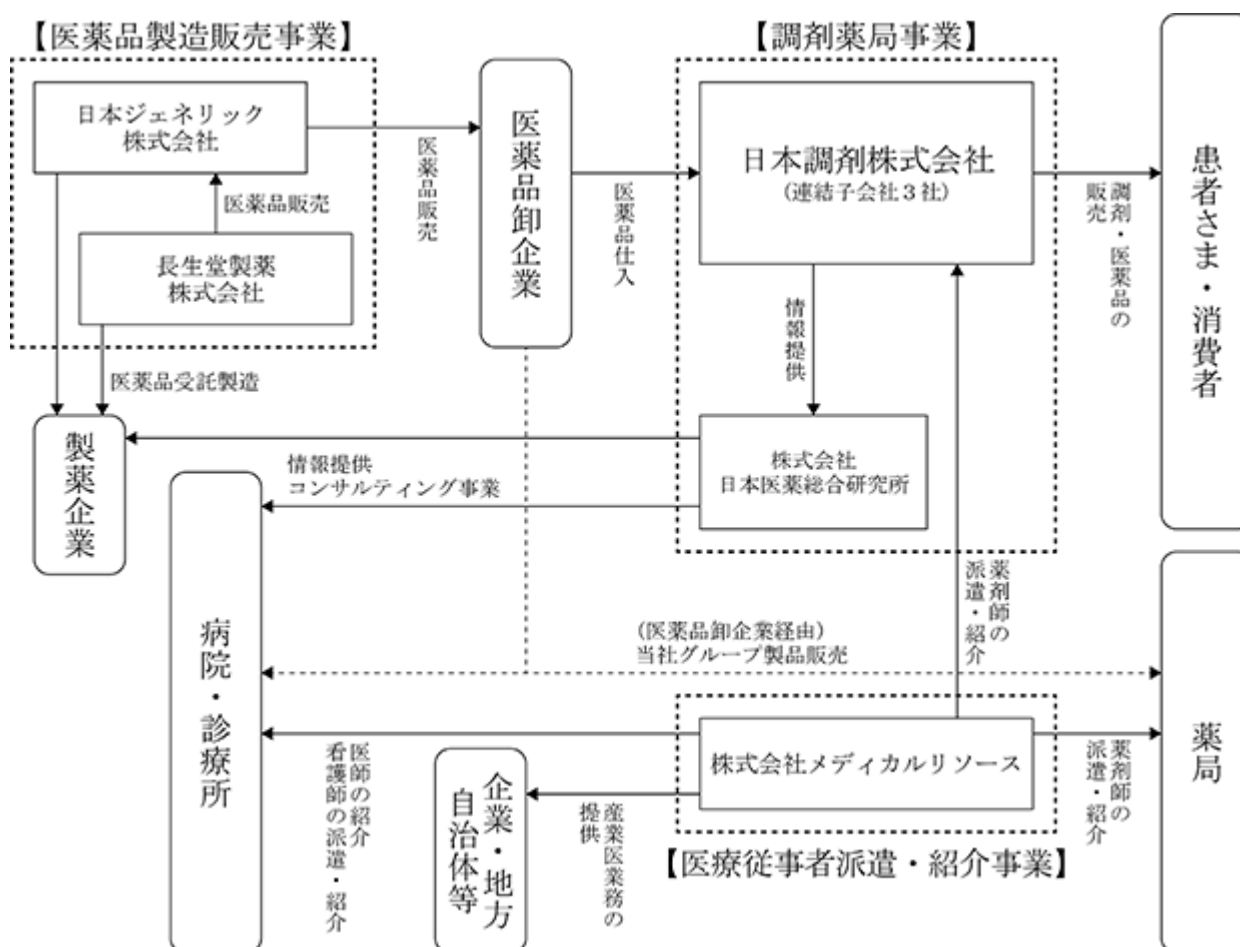 【医薬品製造販売事業】
日本ジェネリック
株式会社
医薬品販売
長生堂製薬
株式会社
医薬品受託製造
製薬企業
医薬品販売
医薬品卸企業
医薬品仕入
【調剤薬局事業】
日本調剤株式会社
(連結子会社3社)
情報提供
株式会社
日本医薬総合研究所
調剤・医薬品の
販売
患者さま・消費者
情報提供
コンサルティング事業
病院・診療所
(医薬品卸企業経由)
当社グループ製品販売
薬剤師の
派遣・紹介
株式会社メディカルリソース
【医療従事者派遣・紹介事業】
医師の紹介
看護師の派遣・紹介
産業医業務の
提供
企業・地方
自治体等
薬剤師の
派遣・紹介
薬局